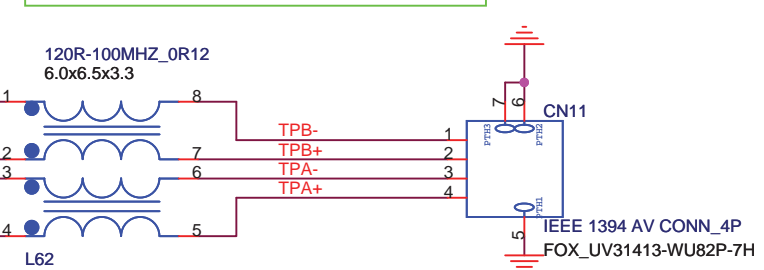 120R-100MHZ_0R12
6.0x6.5x3.3
1
8
2
7
3
6
4
5
L62
TPB-
TPB+
TPA-
TPA+
1
2
3
4
7
6
CN11
PTH3
PTH2
PTH1
5
IEEE 1394 AV CONN_4P
FOX_UV31413-WU82P-7H